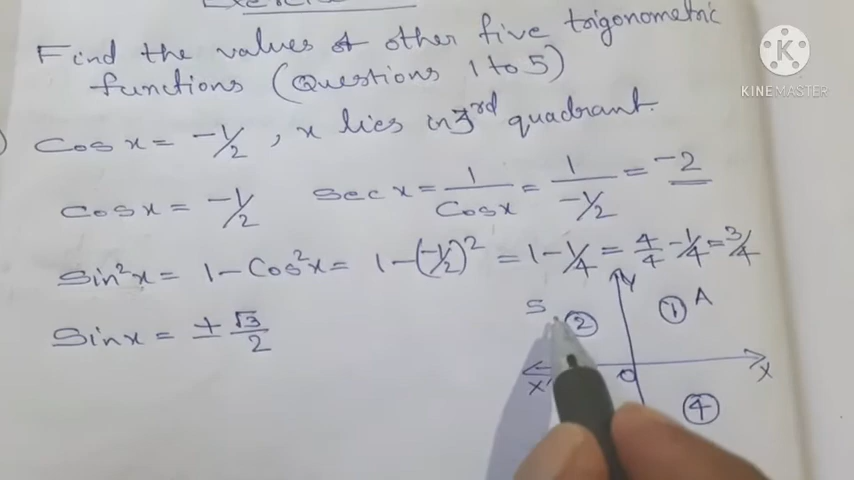 Find the values of other five trigonometric
functions (Questions 1 to 5)
K
KINEMASTER
) Cos x = -1/2 , x lies in 3rd quadrant.
Cos x = -1/2 Sec x = 1/Cosx = 1/-1/2 = -2
Sin²x = 1 - Cos²x = 1 - (-1/2)² = 1 - 1/4 = 4/4 - 1/4 = 3/4
Sinx = ± √3/2
Y
S ② ① A
X' O X
④